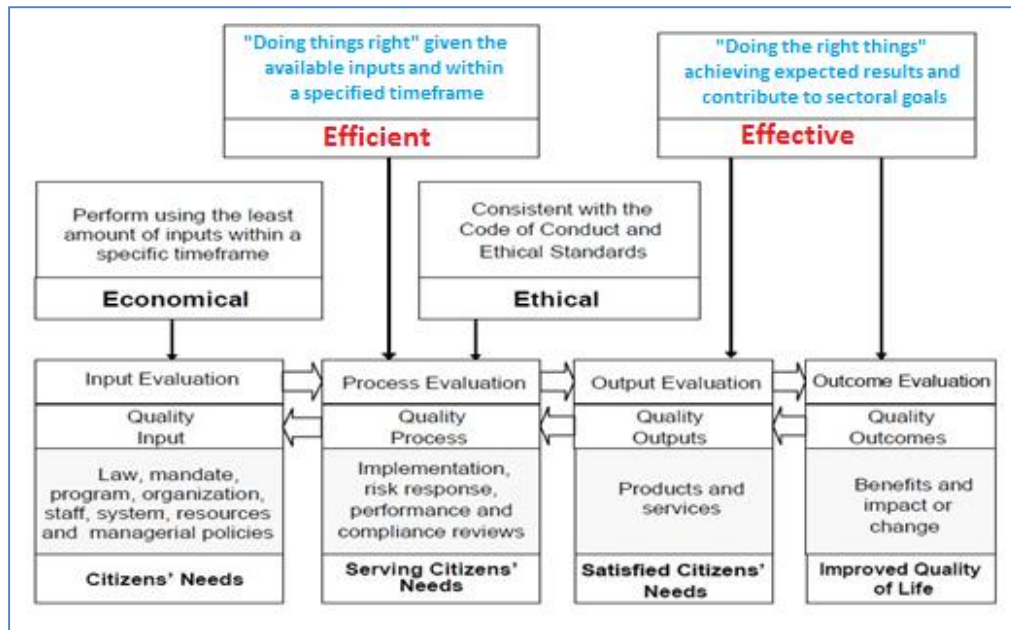 "Doing things right" given the
available inputs and within
a specified timeframe
Efficient
"Doing the right things"
achieving expected results and
contribute to sectoral goals
Effective
Perform using the least
amount of inputs within a
specific timeframe
Economical
Consistent with the
Code of Conduct and
Ethical Standards
Ethical
Input Evaluation
Quality
Input
Law, mandate,
program, organization,
staff, system, resources
and managerial policies
Citizens' Needs
Process Evaluation
Quality
Process
Implementation,
risk response,
performance and
compliance reviews
Serving Citizens'
Needs
Output Evaluation
Quality
Outputs
Products and
services
Satisfied Citizens'
Needs
Outcome Evaluation
Quality
Outcomes
Benefits and
impact or
change
Improved Quality
of Life